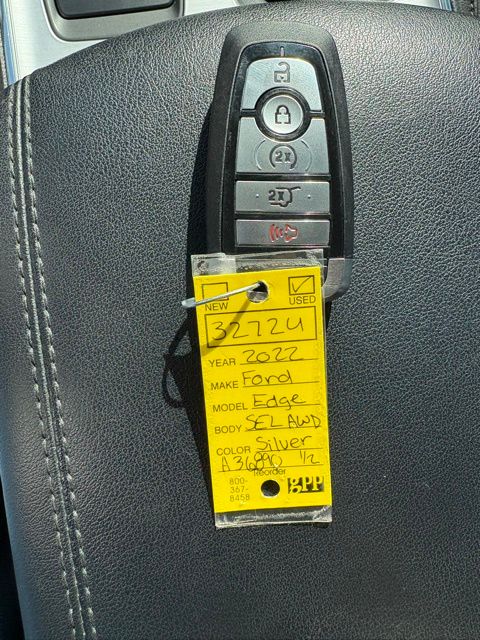 2X
2X
NEW USED
32724
YEAR 2022
MAKE Ford
MODEL Edge
BODY SEL AWD
COLOR Silver
A36890 1/2
Reorder
800-
367-
8458
gpp